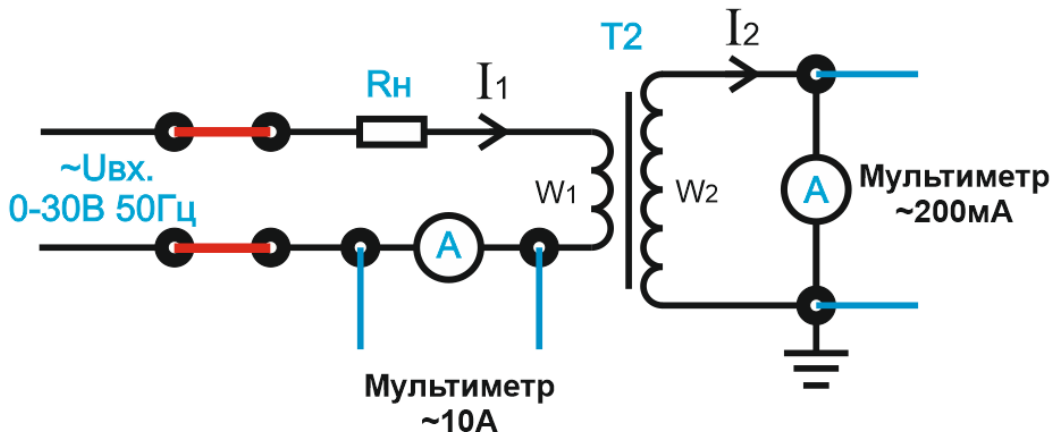 T2
I2
Rн
I1
~Uвх.
0-30В 50Гц
W1
W2
A
Мультиметр
~200мА
A
Мультиметр
~10А